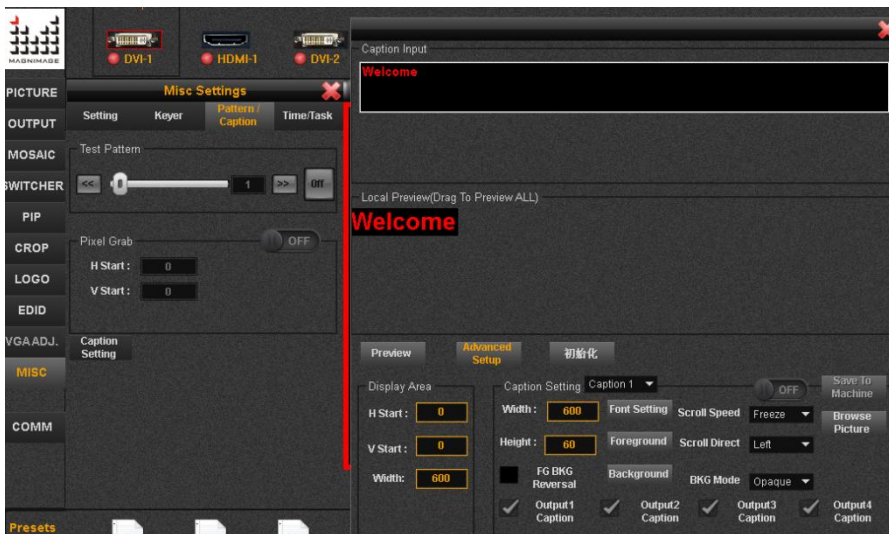 MAGNIMAGE
DVI-1
HDMI-1
DVI-2
PICTURE
OUTPUT
MOSAIC
SWITCHER
PIP
CROP
LOGO
EDID
VGA ADJ.
MISC
COMM
Presets
Misc Settings
Setting
Keyer
Pattern /
Caption
Time/Task
Test Pattern
<<
1
>>
Off
Pixel Grab
OFF
H Start :
0
V Start :
0
Caption
Setting
Caption Input
Welcome
Local Preview(Drag To Preview ALL)
Welcome
Preview
Advanced
Setup
初始化
Display Area
H Start :
0
V Start :
0
Width:
600
Caption Setting
Caption 1
OFF
Save To
Machine
Width :
600
Font Setting
Scroll Speed
Freeze
Browse
Picture
Height :
60
Foreground
Scroll Direct
Left
FG BKG
Reversal
Background
BKG Mode
Opaque
Output1
Caption
Output2
Caption
Output3
Caption
Output4
Caption